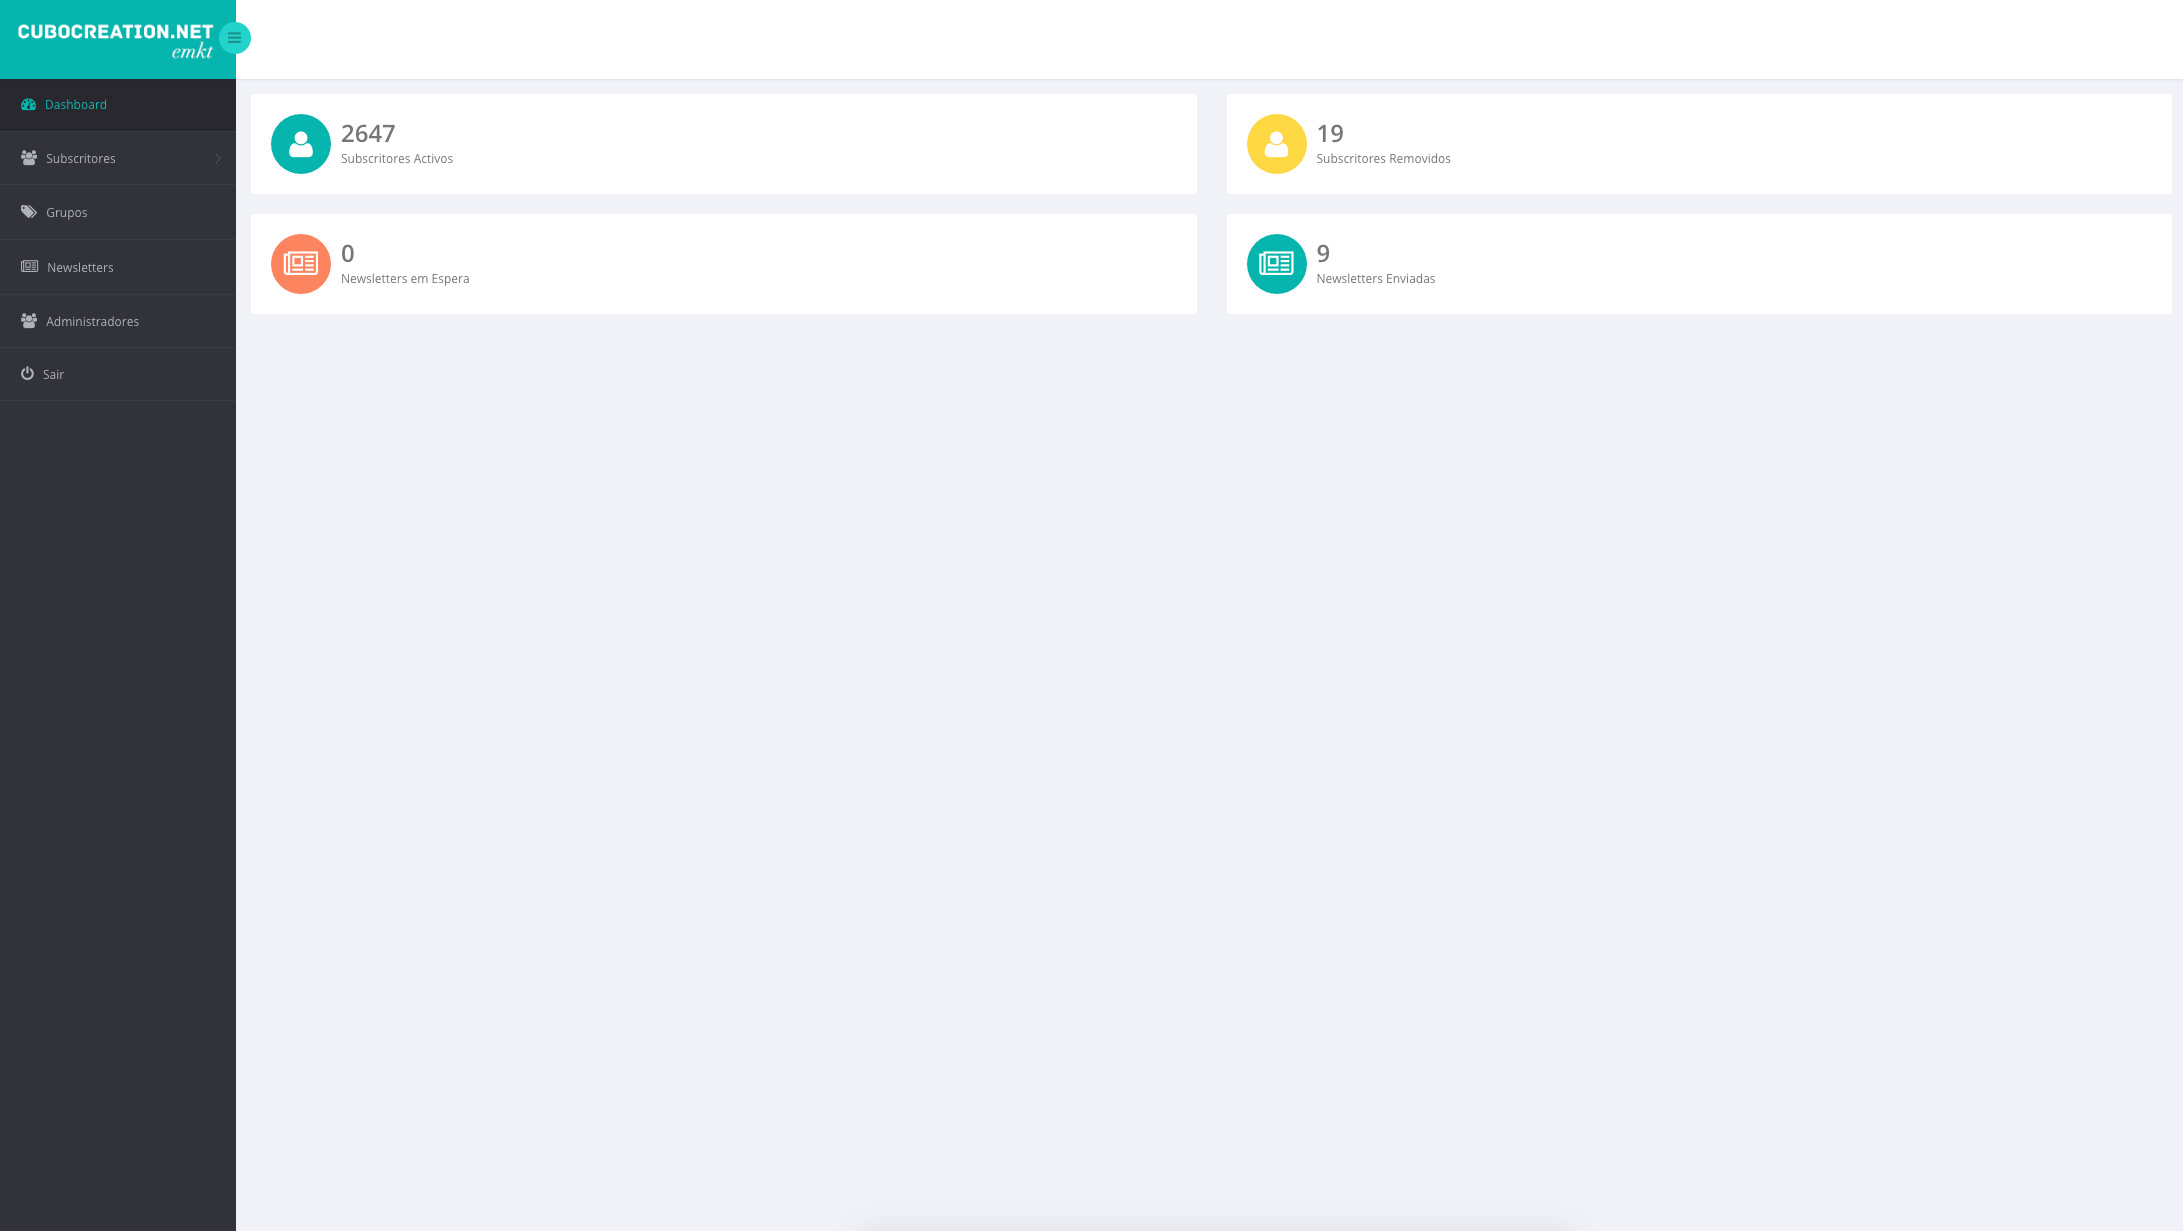 CUBOCREATION.NET
emkt
Dashboard
Subscritores
Grupos
Newsletters
Administradores
Sair
2647
Subscritores Activos
19
Subscritores Removidos
0
Newsletters em Espera
9
Newsletters Enviadas